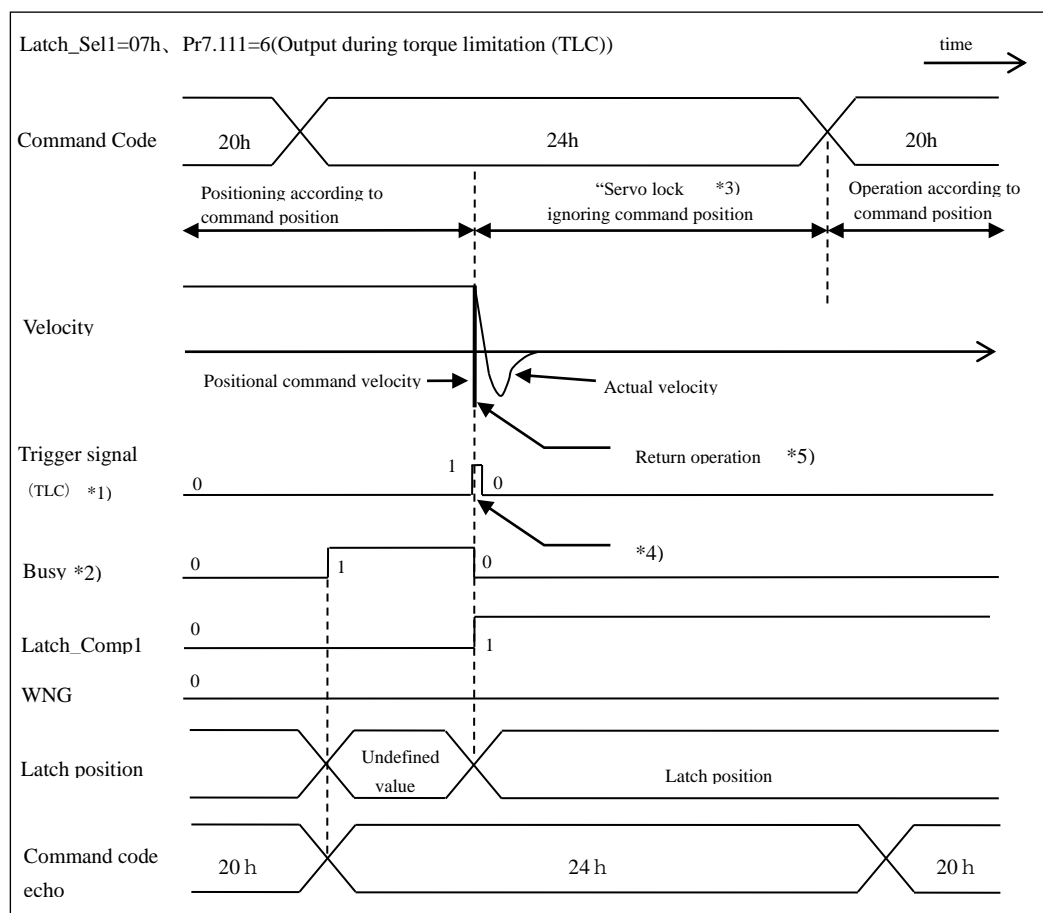 Latch_Sel1=07h、Pr7.111=6(Output during torque limitation (TLC))
time
Command Code
20h
24h
20h
Positioning according to
command position
“Servo lock *3)
ignoring command position
Operation according to
command position
Velocity
Positional command velocity
Actual velocity
Return operation *5)
Trigger signal
（TLC） *1)
0
1
0
*4)
Busy *2)
0
1
0
Latch_Comp1
0
1
WNG
0
Latch position
Undefined
value
Latch position
Command code
echo
20ｈ
24ｈ
20ｈ